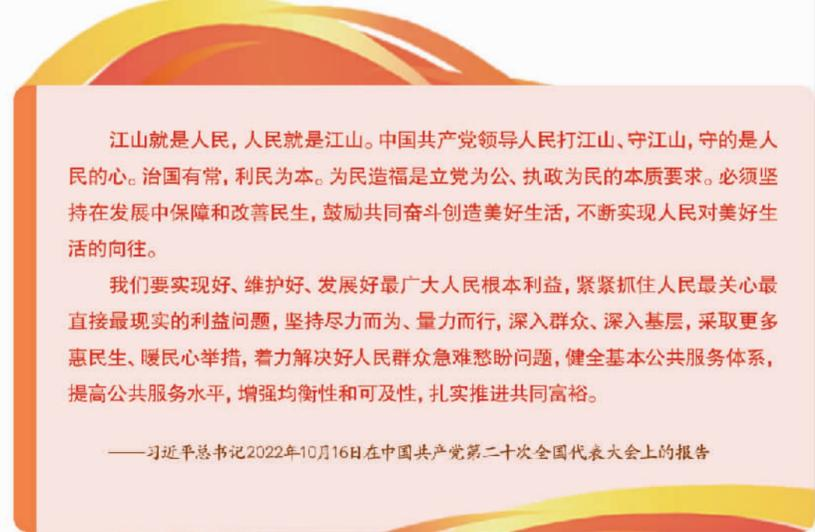 江山就是人民，人民就是江山。中国共产党领导人民打江山、守江山，守的是人
民的心。治国有常，利民为本。为民造福是立党为公、执政为民的本质要求。必须坚
持在发展中保障和改善民生，鼓励共同奋斗创造美好生活，不断实现人民对美好生
活的向往。
我们要实现好、维护好、发展好最广大人民根本利益，紧紧抓住人民最关心最
直接最现实的利益问题，坚持尽力而为、量力而行，深入群众、深入基层，采取更多
惠民生、暖民心举措，着力解决好人民群众急难愁盼问题，健全基本公共服务体系，
提高公共服务水平，增强均衡性和可及性，扎实推进共同富裕。
——习近平总书记2022年10月16日在中国共产党第二十次全国代表大会上的报告